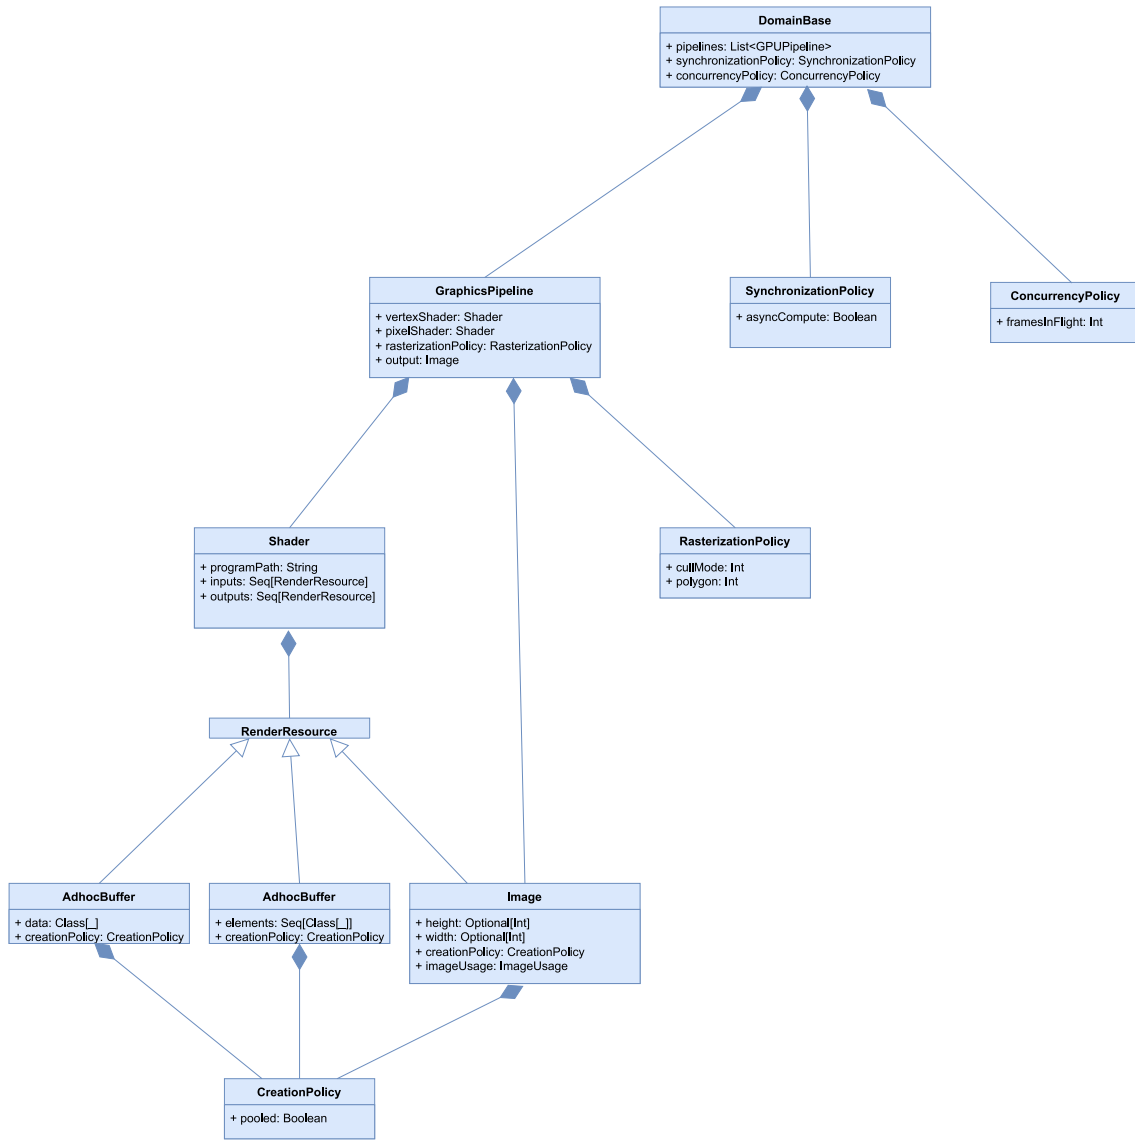 DomainBase
+ pipelines: List<GPUPipeline>
+ synchronizationPolicy: SynchronizationPolicy
+ concurrencyPolicy: ConcurrencyPolicy
GraphicsPipeline
+ vertexShader: Shader
+ pixelShader: Shader
+ rasterizationPolicy: RasterizationPolicy
+ output: Image
SynchronizationPolicy
+ asyncCompute: Boolean
ConcurrencyPolicy
+ framesInFlight: Int
Shader
+ programPath: String
+ inputs: Seq[RenderResource]
+ outputs: Seq[RenderResource]
RasterizationPolicy
+ cullMode: Int
+ polygon: Int
RenderResource
AdhocBuffer
+ data: Class[_]
+ creationPolicy: CreationPolicy
AdhocBuffer
+ elements: Seq[Class[_]]
+ creationPolicy: CreationPolicy
Image
+ height: Optional[Int]
+ width: Optional[Int]
+ creationPolicy: CreationPolicy
+ imageUsage: ImageUsage
CreationPolicy
+ pooled: Boolean